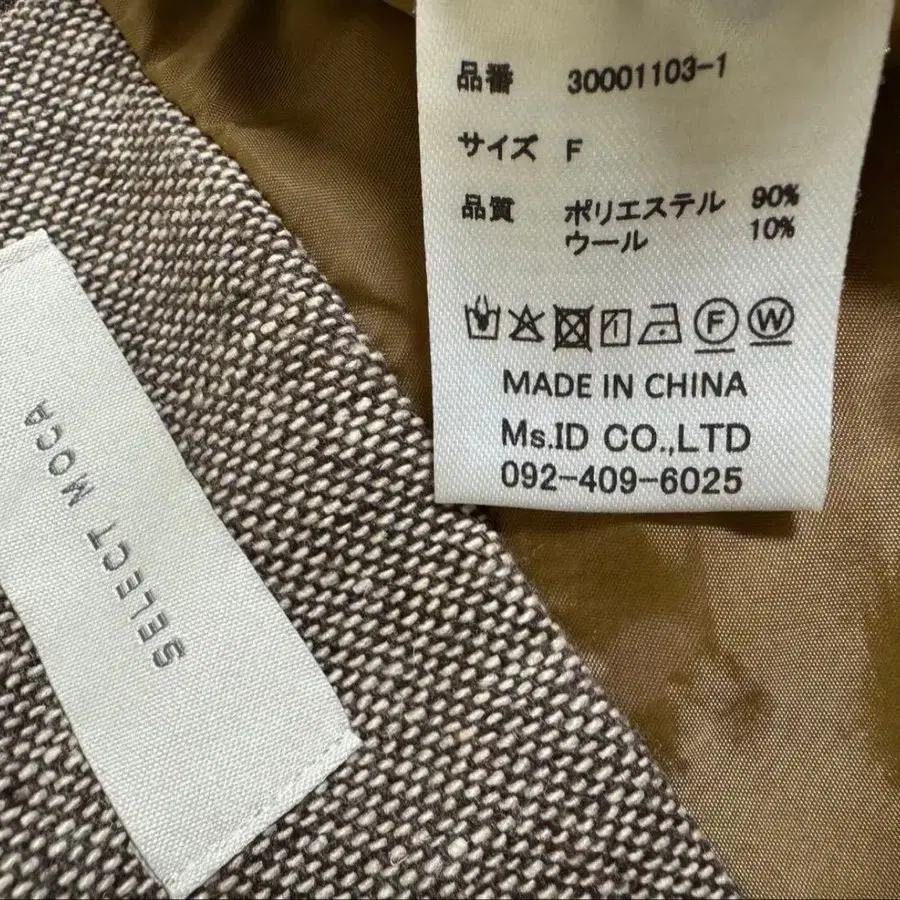 品番 30001103-1
サイズ F
品質 ポリエステル 90%
ウール 10%
F W
MADE IN CHINA
Ms.ID CO.,LTD
092-409-6025
SELECT MOCA